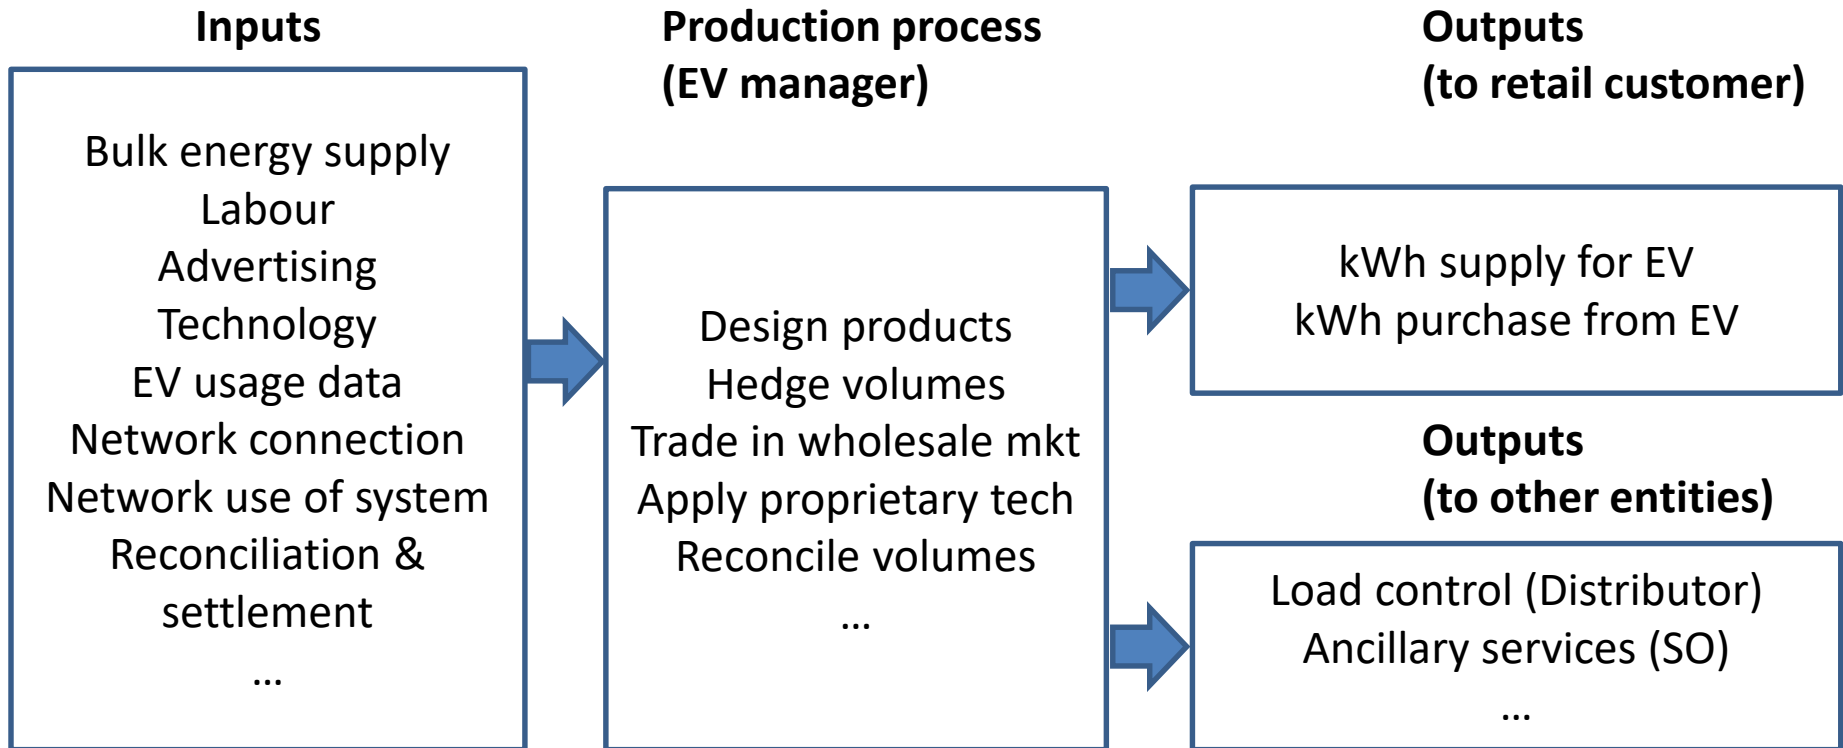 Inputs
Bulk energy supply
Labour
Advertising
Technology
EV usage data
Network connection
Network use of system
Reconciliation &
settlement
...
Production process
(EV manager)
Design products
Hedge volumes
Trade in wholesale mkt
Apply proprietary tech
Reconcile volumes
...
Outputs
(to retail customer)
kWh supply for EV
kWh purchase from EV
Outputs
(to other entities)
Load control (Distributor)
Ancillary services (SO)
...